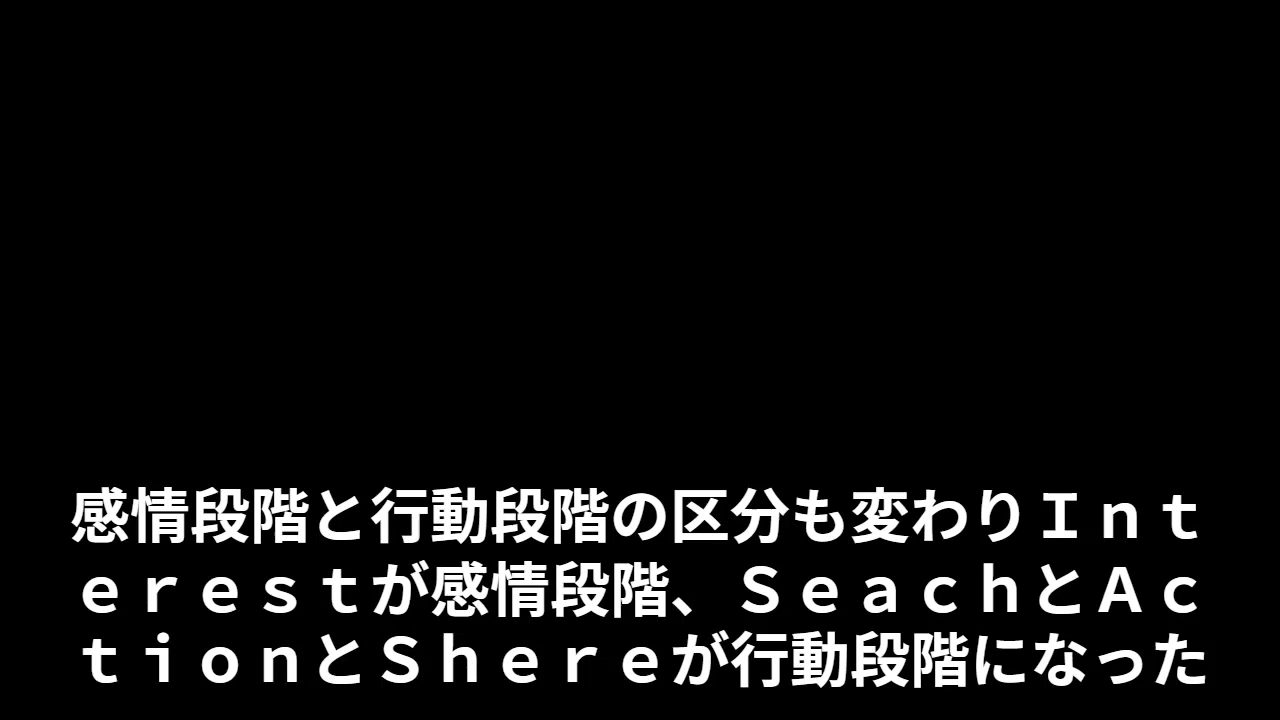 感情段階と行動段階の区分も変わりＩｎｔ
ｅｒｅｓｔが感情段階、ＳｅａｃｈとＡｃ
ｔｉｏｎとＳｈｅｒｅが行動段階になった